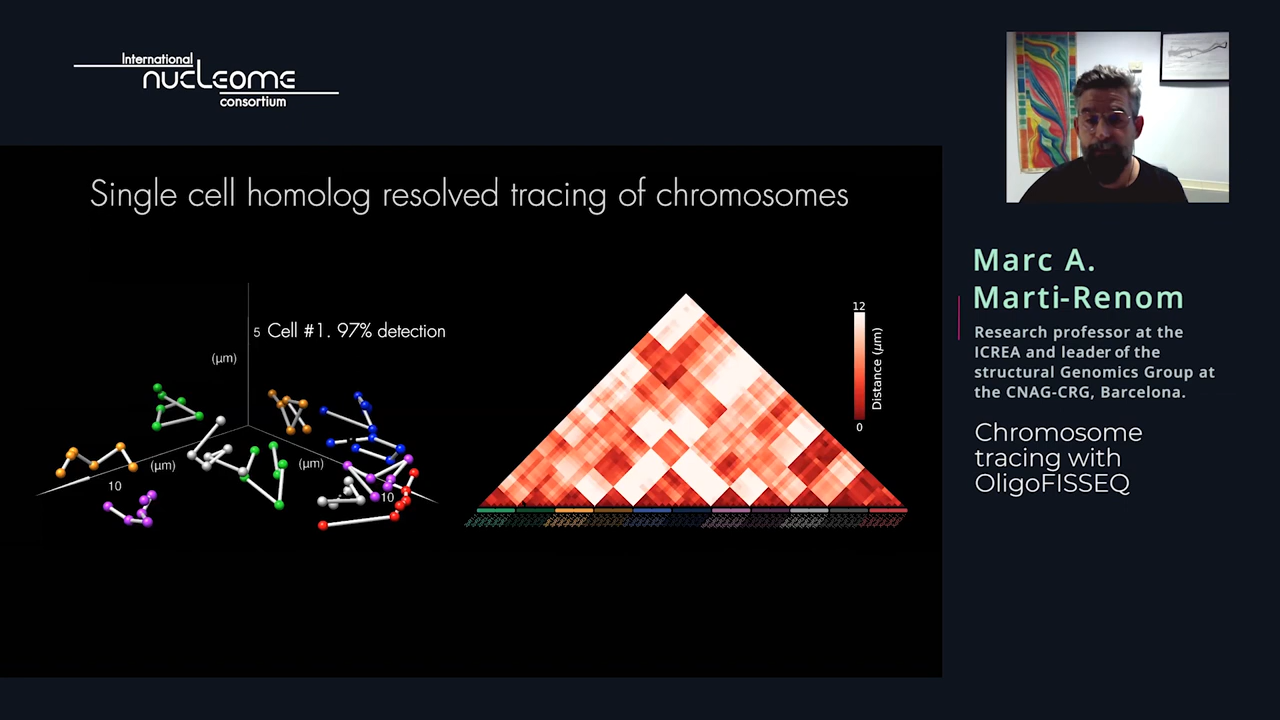 International
nucleome
consortium
Single cell homolog resolved tracing of chromosomes
5 Cell #1. 97% detection
(µm)
(µm)
(µm)
10
10
12
Distance (µm)
0
Marc A.
Marti-Renom
Research professor at the
ICREA and leader of the
structural Genomics Group at
the CNAG-CRG, Barcelona.
Chromosome
tracing with
OligoFISSEQ